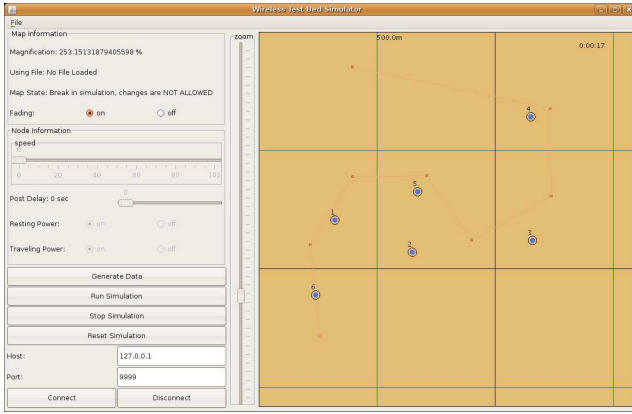 Wireless Test Bed Simulator
File
Map Information
Magnification: 253.15131879405598 %
Using File: No File Loaded
Map State: Break in simulation, changes are NOT ALLOWED
Fading: on off
Node Information
speed
0 20 40 60 80 100
Post Delay: 0 sec
0
Resting Power: on off
Traveling Power: on off
Generate Data
Run Simulation
Stop Simulation
Reset Simulation
Host: 127.0.0.1
Port: 9999
Connect Disconnect
zoom
500.0m
0:00:17
4
5
1
3
2
6